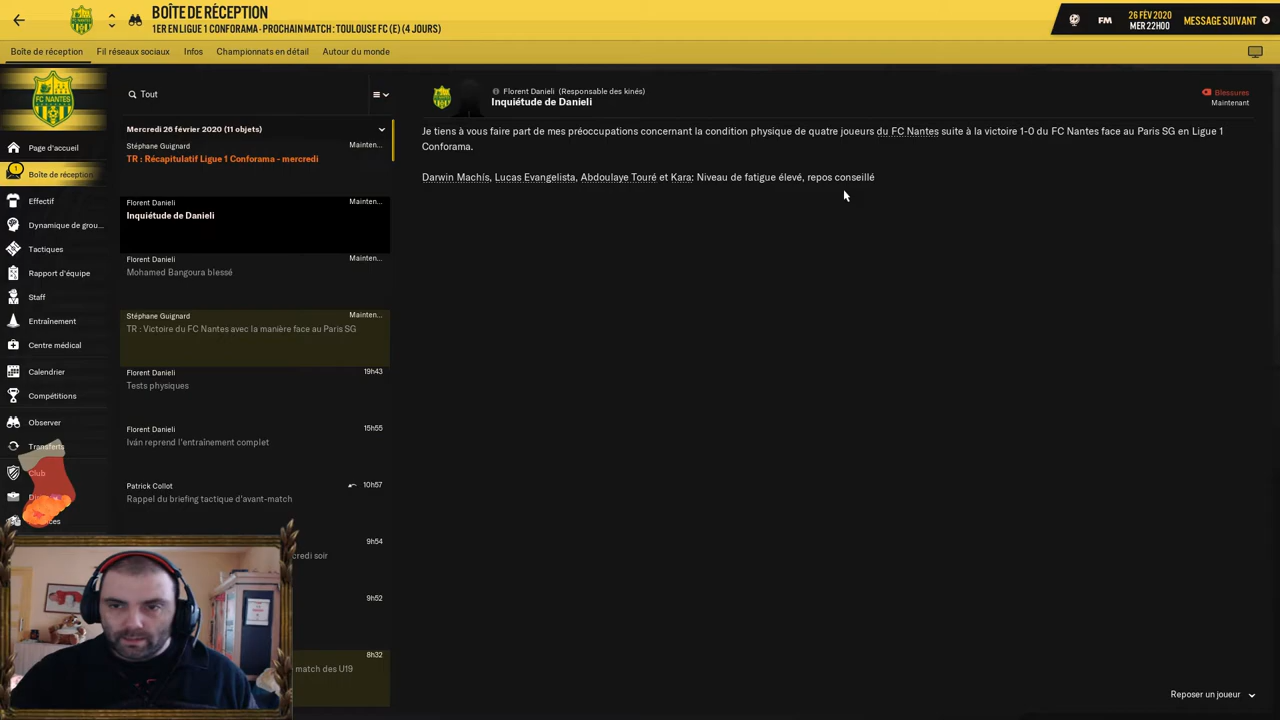 BOÎTE DE RÉCEPTION
1ER EN LIGUE 1 CONFORAMA - PROCHAIN MATCH : TOULOUSE FC (E) (4 JOURS)
FM
26 FÉV 2020
MER 22H00
MESSAGE SUIVANT
Boîte de réception
Fil réseaux sociaux
Infos
Championnats en détail
Autour du monde
FC NANTES
Page d'accueil
1
Boîte de réception
Effectif
Dynamique de grou...
Tactiques
Rapport d'équipe
Staff
Entraînement
Centre médical
Calendrier
Compétitions
Observer
Transferts
Club
Tout
Mercredi 26 février 2020 (11 objets)
Stéphane Guignard
Mainten...
TR : Récapitulatif Ligue 1 Conforama - mercredi
Florent Danieli
Mainten...
Inquiétude de Danieli
Florent Danieli
Mainten...
Mohamed Bangoura blessé
Stéphane Guignard
Mainten...
TR : Victoire du FC Nantes avec la manière face au Paris SG
Florent Danieli
19h43
Tests physiques
Florent Danieli
15h55
Iván reprend l'entraînement complet
Patrick Collot
10h57
Rappel du briefing tactique d'avant-match
9h54
credi soir
9h52
8h32
match des U19
Florent Danieli (Responsable des kinés)
Inquiétude de Danieli
Blessures
Maintenant
Je tiens à vous faire part de mes préoccupations concernant la condition physique de quatre joueurs du FC Nantes suite à la victoire 1-0 du FC Nantes face au Paris SG en Ligue 1
Conforama.
Darwin Machís, Lucas Evangelista, Abdoulaye Touré et Kara: Niveau de fatigue élevé, repos conseillé
Reposer un joueur